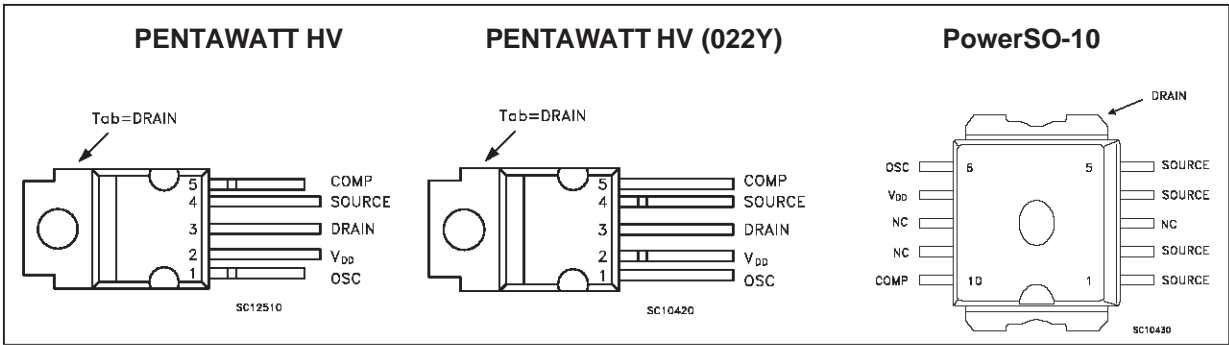 PENTAWATT HV
Tab=DRAIN
5 COMP
4 SOURCE
3 DRAIN
2 VDD
1 OSC
SC12510
PENTAWATT HV (022Y)
Tab=DRAIN
5 COMP
4 SOURCE
3 DRAIN
2 VDD
1 OSC
SC10420
PowerSO-10
DRAIN
OSC 6 5 SOURCE
VDD SOURCE
NC NC
NC SOURCE
COMP 10 1 SOURCE
SC10430